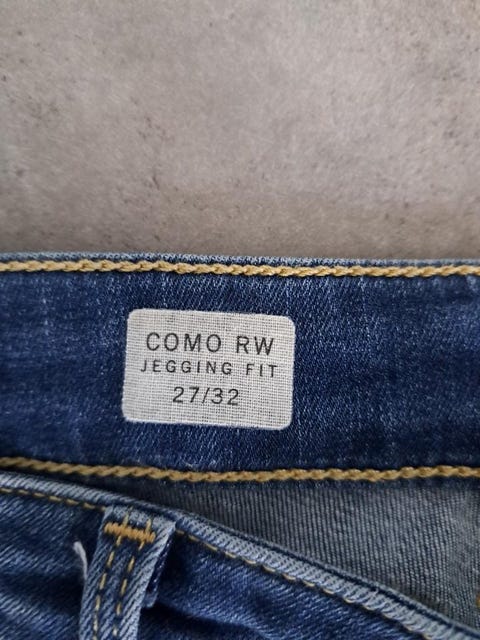 COMO RW
JEGGING FIT
27/32